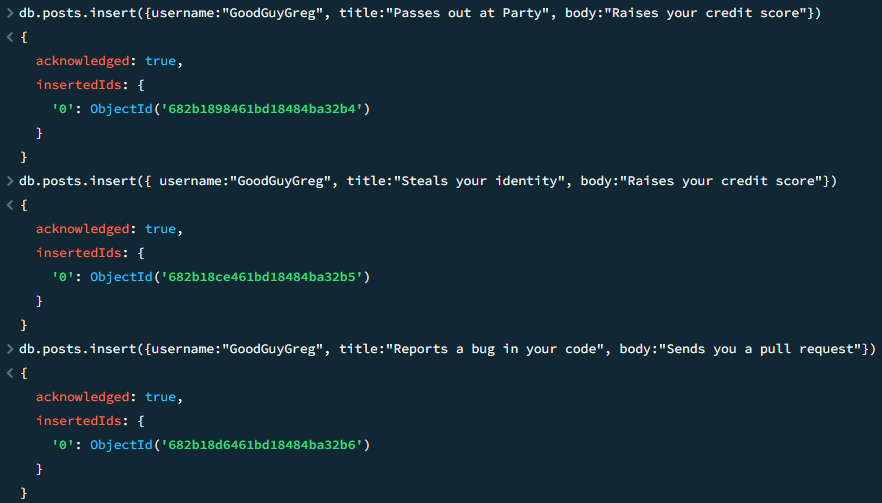 > db.posts.insert({username:"GoodGuyGreg", title:"Passes out at Party", body:"Raises your credit score"})
< {
acknowledged: true,
insertedIds: {
'0': ObjectId('682b1898461bd18484ba32b4')
}
}
> db.posts.insert({ username:"GoodGuyGreg", title:"Steals your identity", body:"Raises your credit score"})
< {
acknowledged: true,
insertedIds: {
'0': ObjectId('682b18ce461bd18484ba32b5')
}
}
> db.posts.insert({username:"GoodGuyGreg", title:"Reports a bug in your code", body:"Sends you a pull request"})
< {
acknowledged: true,
insertedIds: {
'0': ObjectId('682b18d6461bd18484ba32b6')
}
}